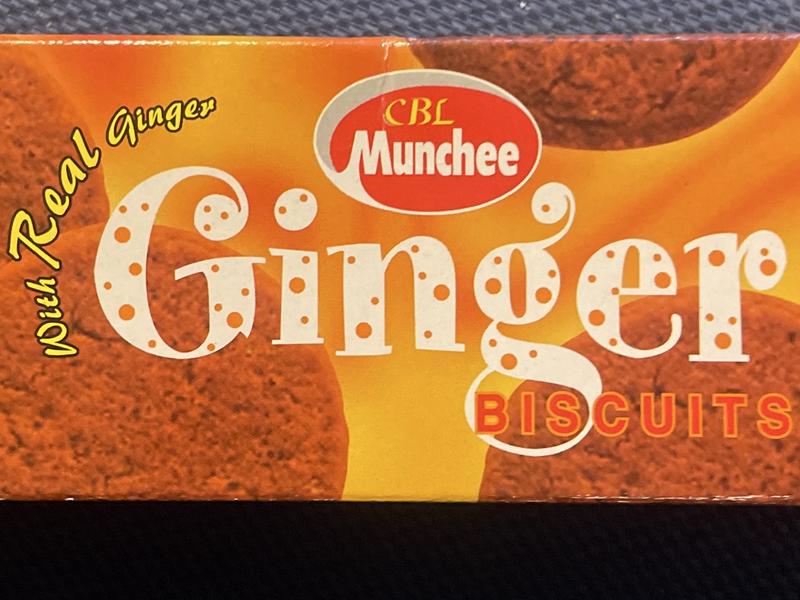 CBL
Munchee
With Real Ginger
Ginger
BISCUITS